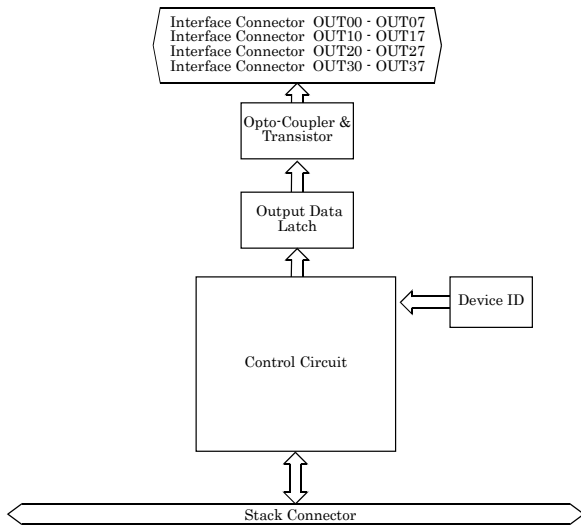 Interface Connector OUT00 - OUT07
Interface Connector OUT10 - OUT17
Interface Connector OUT20 - OUT27
Interface Connector OUT30 - OUT37
Opto-Coupler &
Transistor
Output Data
Latch
Device ID
Control Circuit
Stack Connector